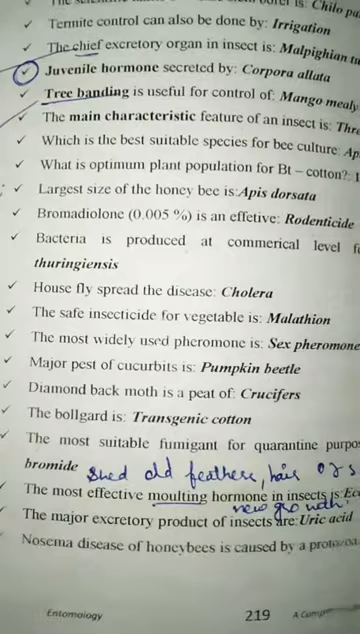 Chilo
Termite control can also be done by: Irrigation
The chief excretory organ in insect is: Malpighian tu
Juvenile hormone secreted by: Corpora allata
Tree banding is useful for control of: Mango mealy
The main characteristic feature of an insect is: Thre
Which is the best suitable species for bee culture: Ap
What is optimum plant population for Bt – cotton?:
Largest size of the honey bee is: Apis dorsata
Bromadiolone (0.005 %) is an effetive: Rodenticide
Bacteria is produced at commerical level f
thuringiensis
House fly spread the disease: Cholera
The safe insecticide for vegetable is: Malathion
The most widely used pheromone is: Sex pheromone
Major pest of cucurbits is: Pumpkin beetle
Diamond back moth is a peat of: Crucifers
The bollgard is: Transgenic cotton
The most suitable fumigant for quarantine purpos
bromide shed old feathers, hair
The most effective moulting hormone in insects is Ec
new growth
The major excretory product of insects are: Uric acid
Nosema disease of honeybees is caused by a protozoa
Entomology 219 A Comp